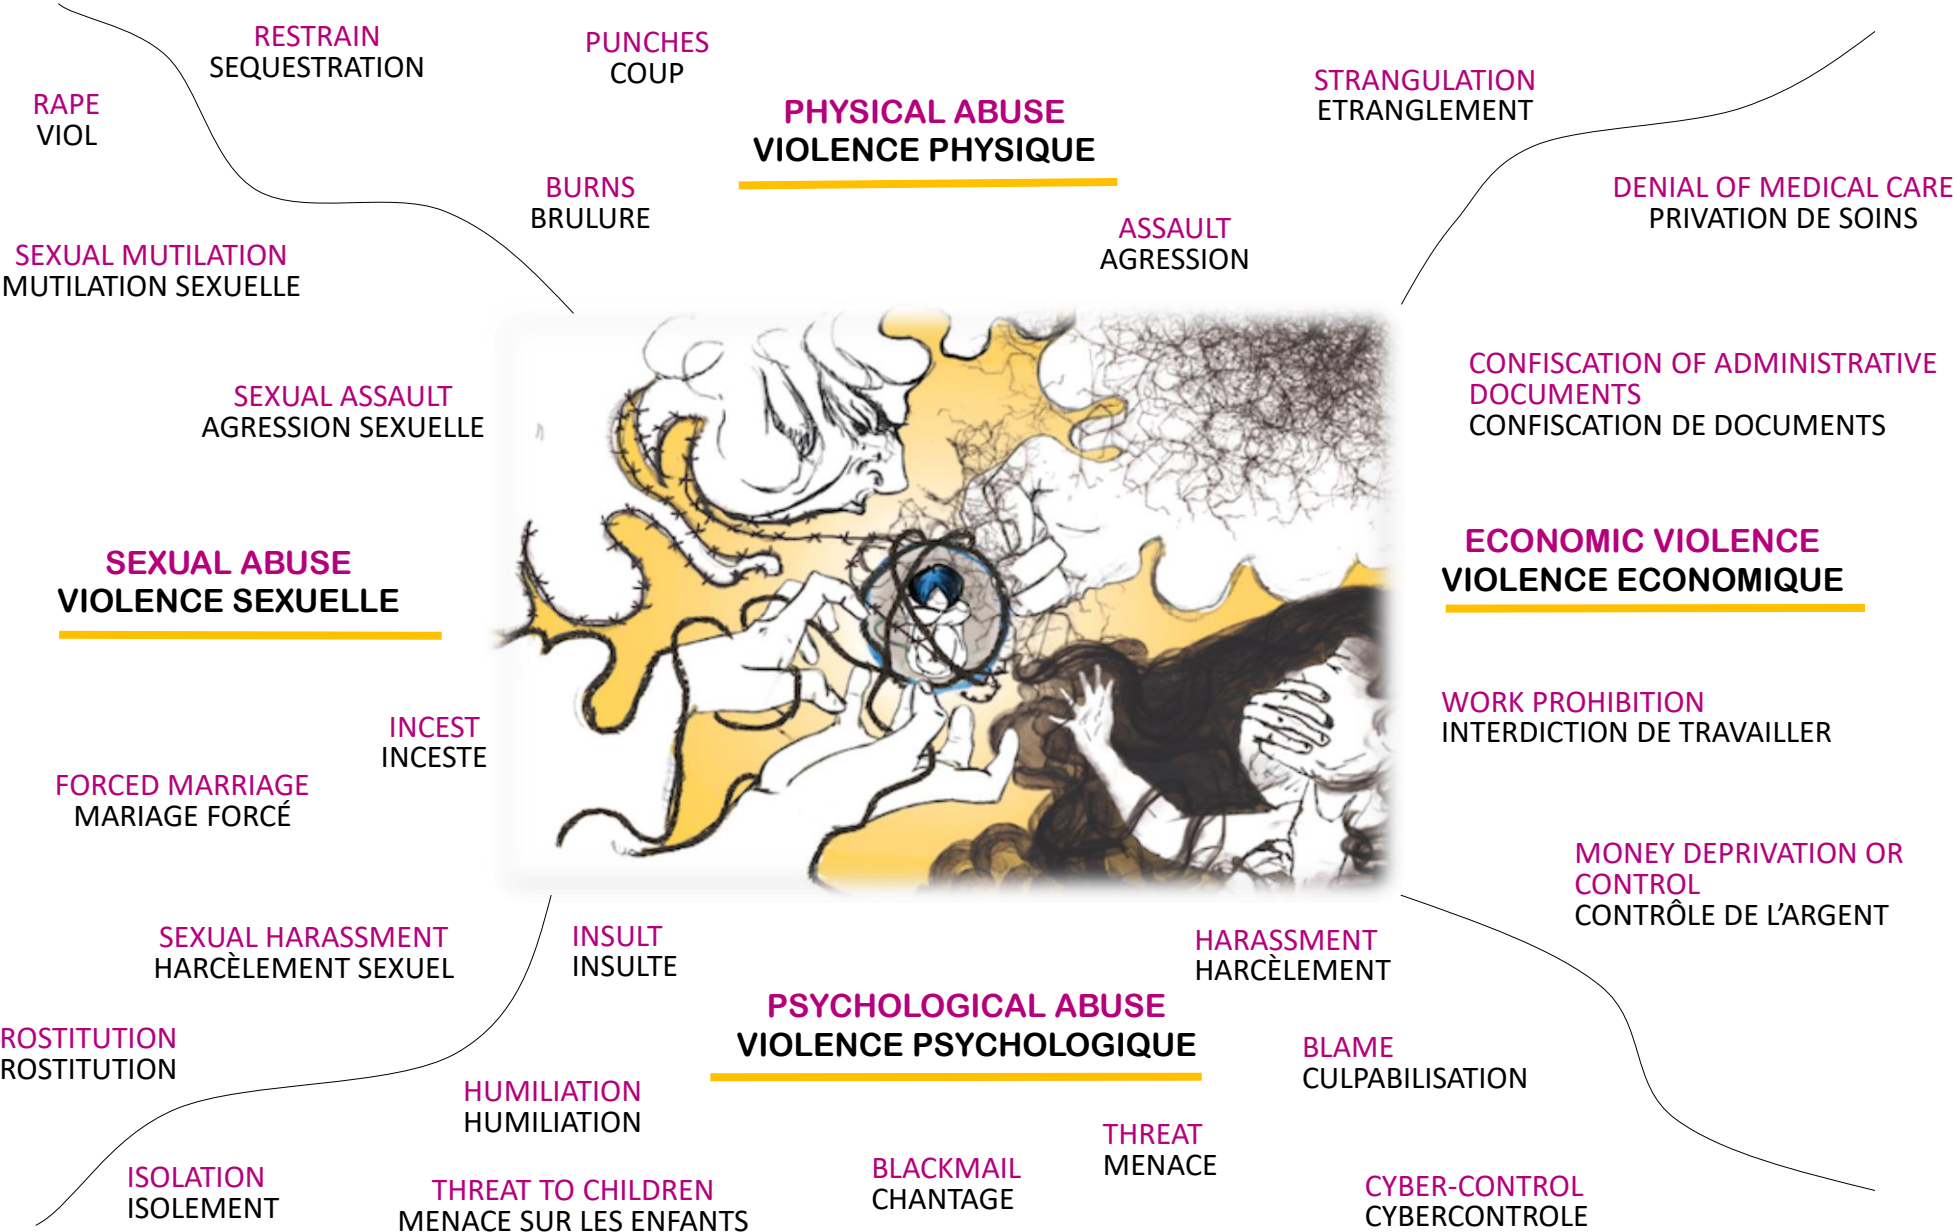 RESTRAIN
SEQUESTRATION
PUNCHES
COUP
STRANGULATION
ETRANGLEMENT
RAPE
VIOL
PHYSICAL ABUSE
VIOLENCE PHYSIQUE
BURNS
BRULURE
DENIAL OF MEDICAL CARE
PRIVATION DE SOINS
ASSAULT
AGRESSION
SEXUAL MUTILATION
MUTILATION SEXUELLE
SEXUAL ASSAULT
AGRESSION SEXUELLE
CONFISCATION OF ADMINISTRATIVE
DOCUMENTS
CONFISCATION DE DOCUMENTS
SEXUAL ABUSE
VIOLENCE SEXUELLE
ECONOMIC VIOLENCE
VIOLENCE ECONOMIQUE
INCEST
INCESTE
WORK PROHIBITION
INTERDICTION DE TRAVAILLER
FORCED MARRIAGE
MARIAGE FORCÉ
MONEY DEPRIVATION OR
CONTROL
CONTRÔLE DE L’ARGENT
SEXUAL HARASSMENT
HARCÈLEMENT SEXUEL
INSULT
INSULTE
HARASSMENT
HARCÈLEMENT
PSYCHOLOGICAL ABUSE
VIOLENCE PSYCHOLOGIQUE
ROSTITUTION
ROSTITUTION
BLAME
CULPABILISATION
HUMILIATION
HUMILIATION
THREAT
MENACE
ISOLATION
ISOLEMENT
THREAT TO CHILDREN
MENACE SUR LES ENFANTS
BLACKMAIL
CHANTAGE
CYBER-CONTROL
CYBERCONTROLE